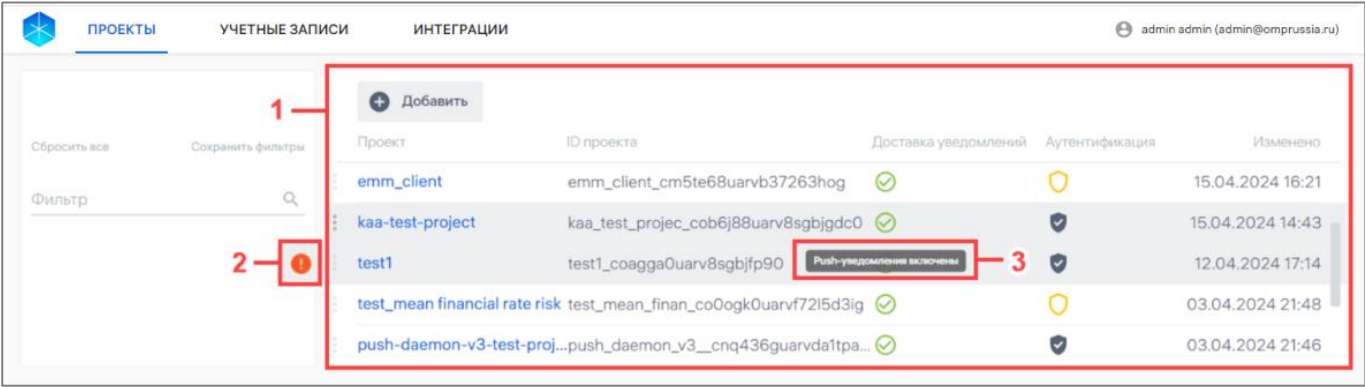 ПРОЕКТЫ УЧЕТНЫЕ ЗАПИСИ ИНТЕГРАЦИИ admin admin (admin@omprussia.ru)
1 Добавить
Сбросить все Сохранить фильтры Проект ID проекта Доставка уведомлений Аутентификация Изменено
Фильтр
emm_client emm_client_cm5te68uarvb37263hog 15.04.2024 16:21
kaa-test-project kaa_test_projec_cob6j88uarv8sgbjgdc0 15.04.2024 14:43
2 test1 test1_coagga0uarv8sgbjfp90 Push-уведомления включены 3 12.04.2024 17:14
test_mean financial rate risk test_mean_finan_co0ogk0uarvf72l5d3ig 03.04.2024 21:48
push-daemon-v3-test-proj... push_daemon_v3__cnq436guarvda1tpa... 03.04.2024 21:46